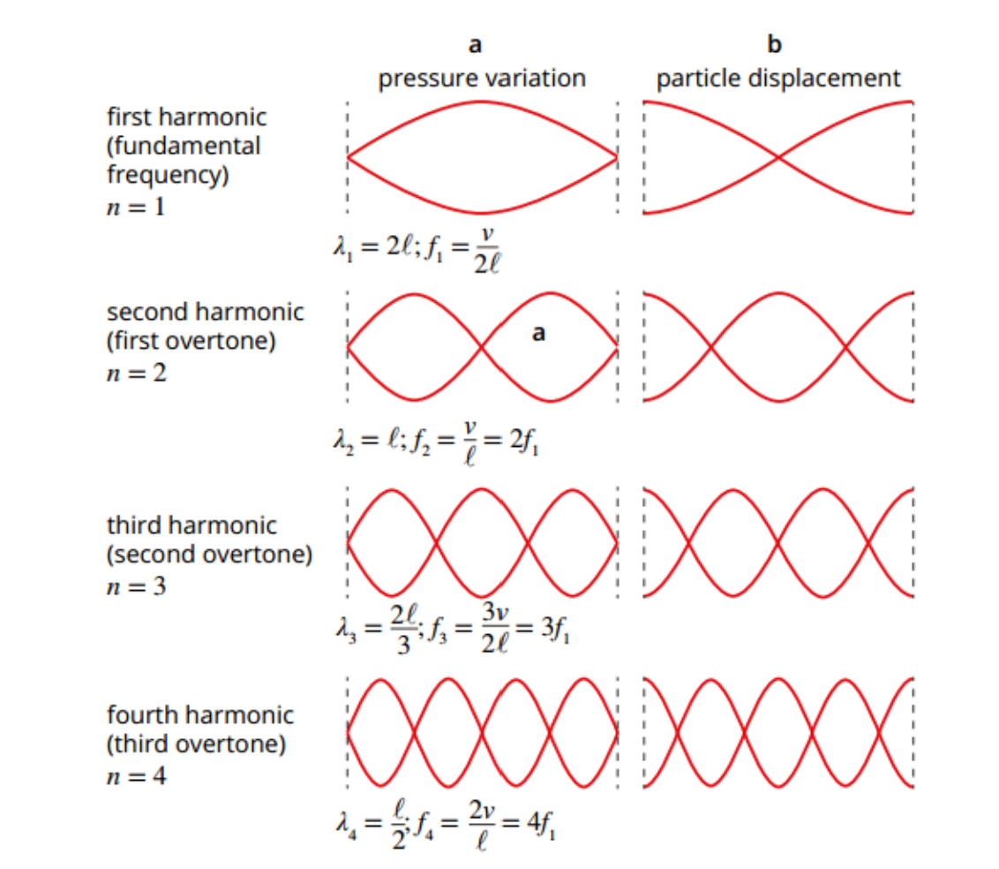 a
pressure variation
b
particle displacement
first harmonic
(fundamental
frequency)
n = 1
λ₁ = 2ℓ; f₁ = v/2ℓ
second harmonic
(first overtone)
n = 2
a
λ₂ = ℓ; f₂ = v/ℓ = 2f₁
third harmonic
(second overtone)
n = 3
λ₃ = 2ℓ/3; f₃ = 3v/2ℓ = 3f₁
fourth harmonic
(third overtone)
n = 4
λ₄ = ℓ/2; f₄ = 2v/ℓ = 4f₁